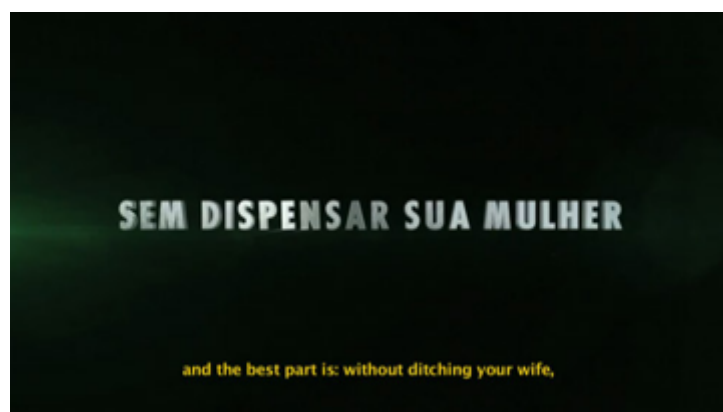 SEM DISPENSAR SUA MULHER
and the best part is: without ditching your wife,